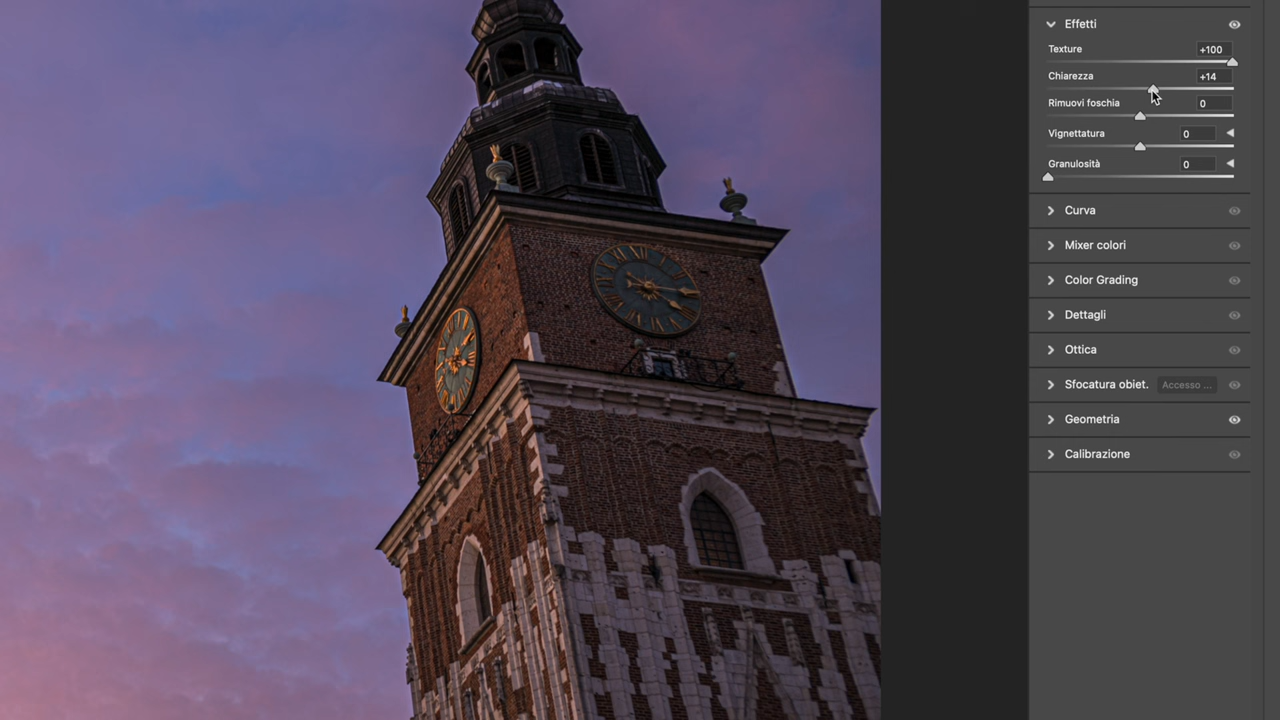 Effetti
Texture +100
Chiarezza +14
Rimuovi foschia 0
Vignettatura 0
Granulosità 0
Curva
Mixer colori
Color Grading
Dettagli
Ottica
Sfocatura obiet. Accesso ...
Geometria
Calibrazione